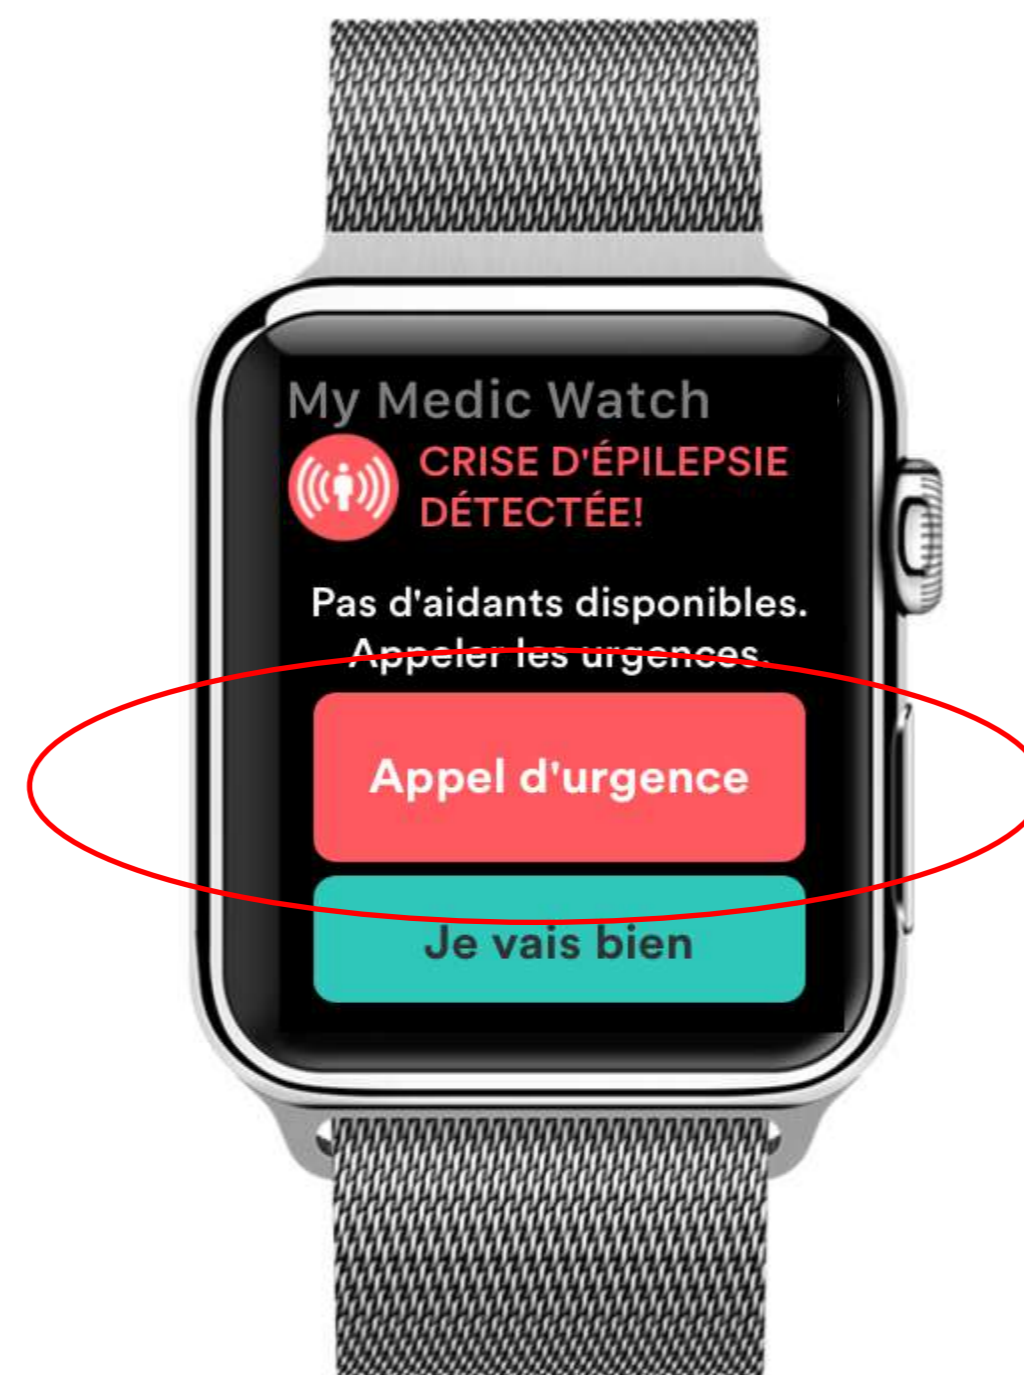 My Medic Watch
CRISE D'ÉPILEPSIE
DÉTECTÉE!
Pas d'aidants disponibles.
Appeler les urgences.
Appel d'urgence
Je vais bien